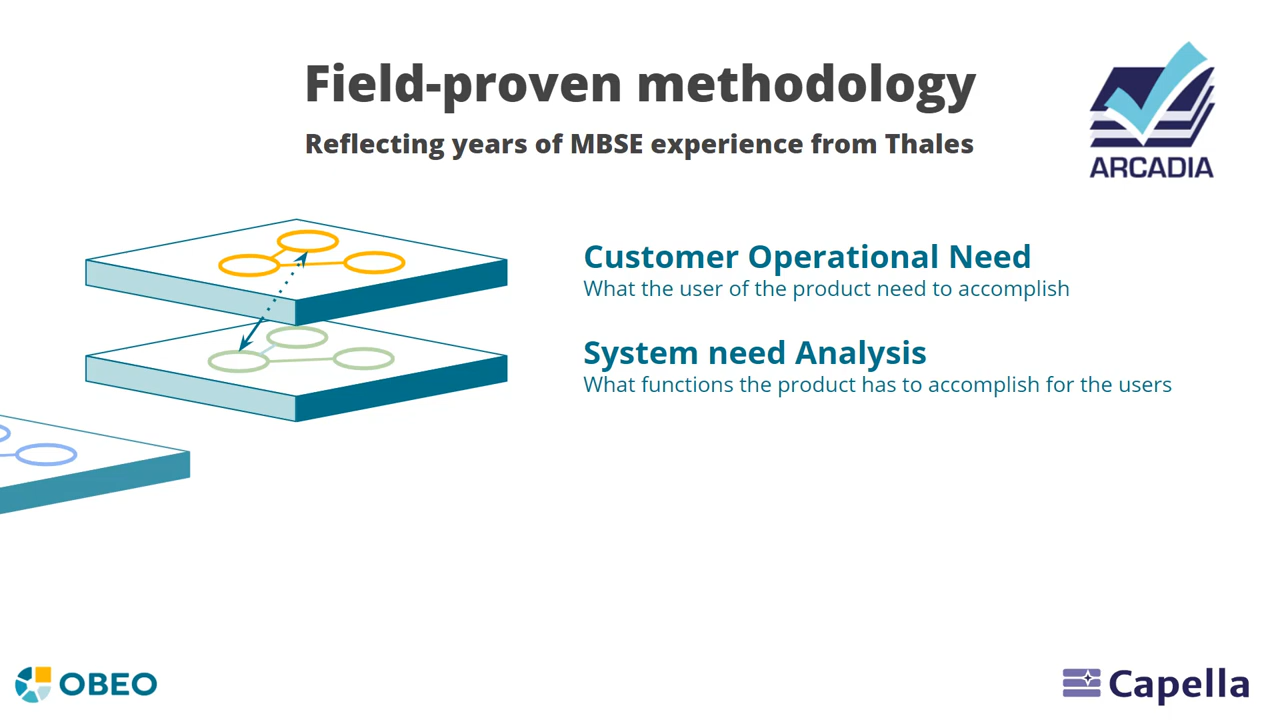 Field-proven methodology
Reflecting years of MBSE experience from Thales
ARCADIA
Customer Operational Need
What the user of the product need to accomplish
System need Analysis
What functions the product has to accomplish for the users
OBEO
Capella